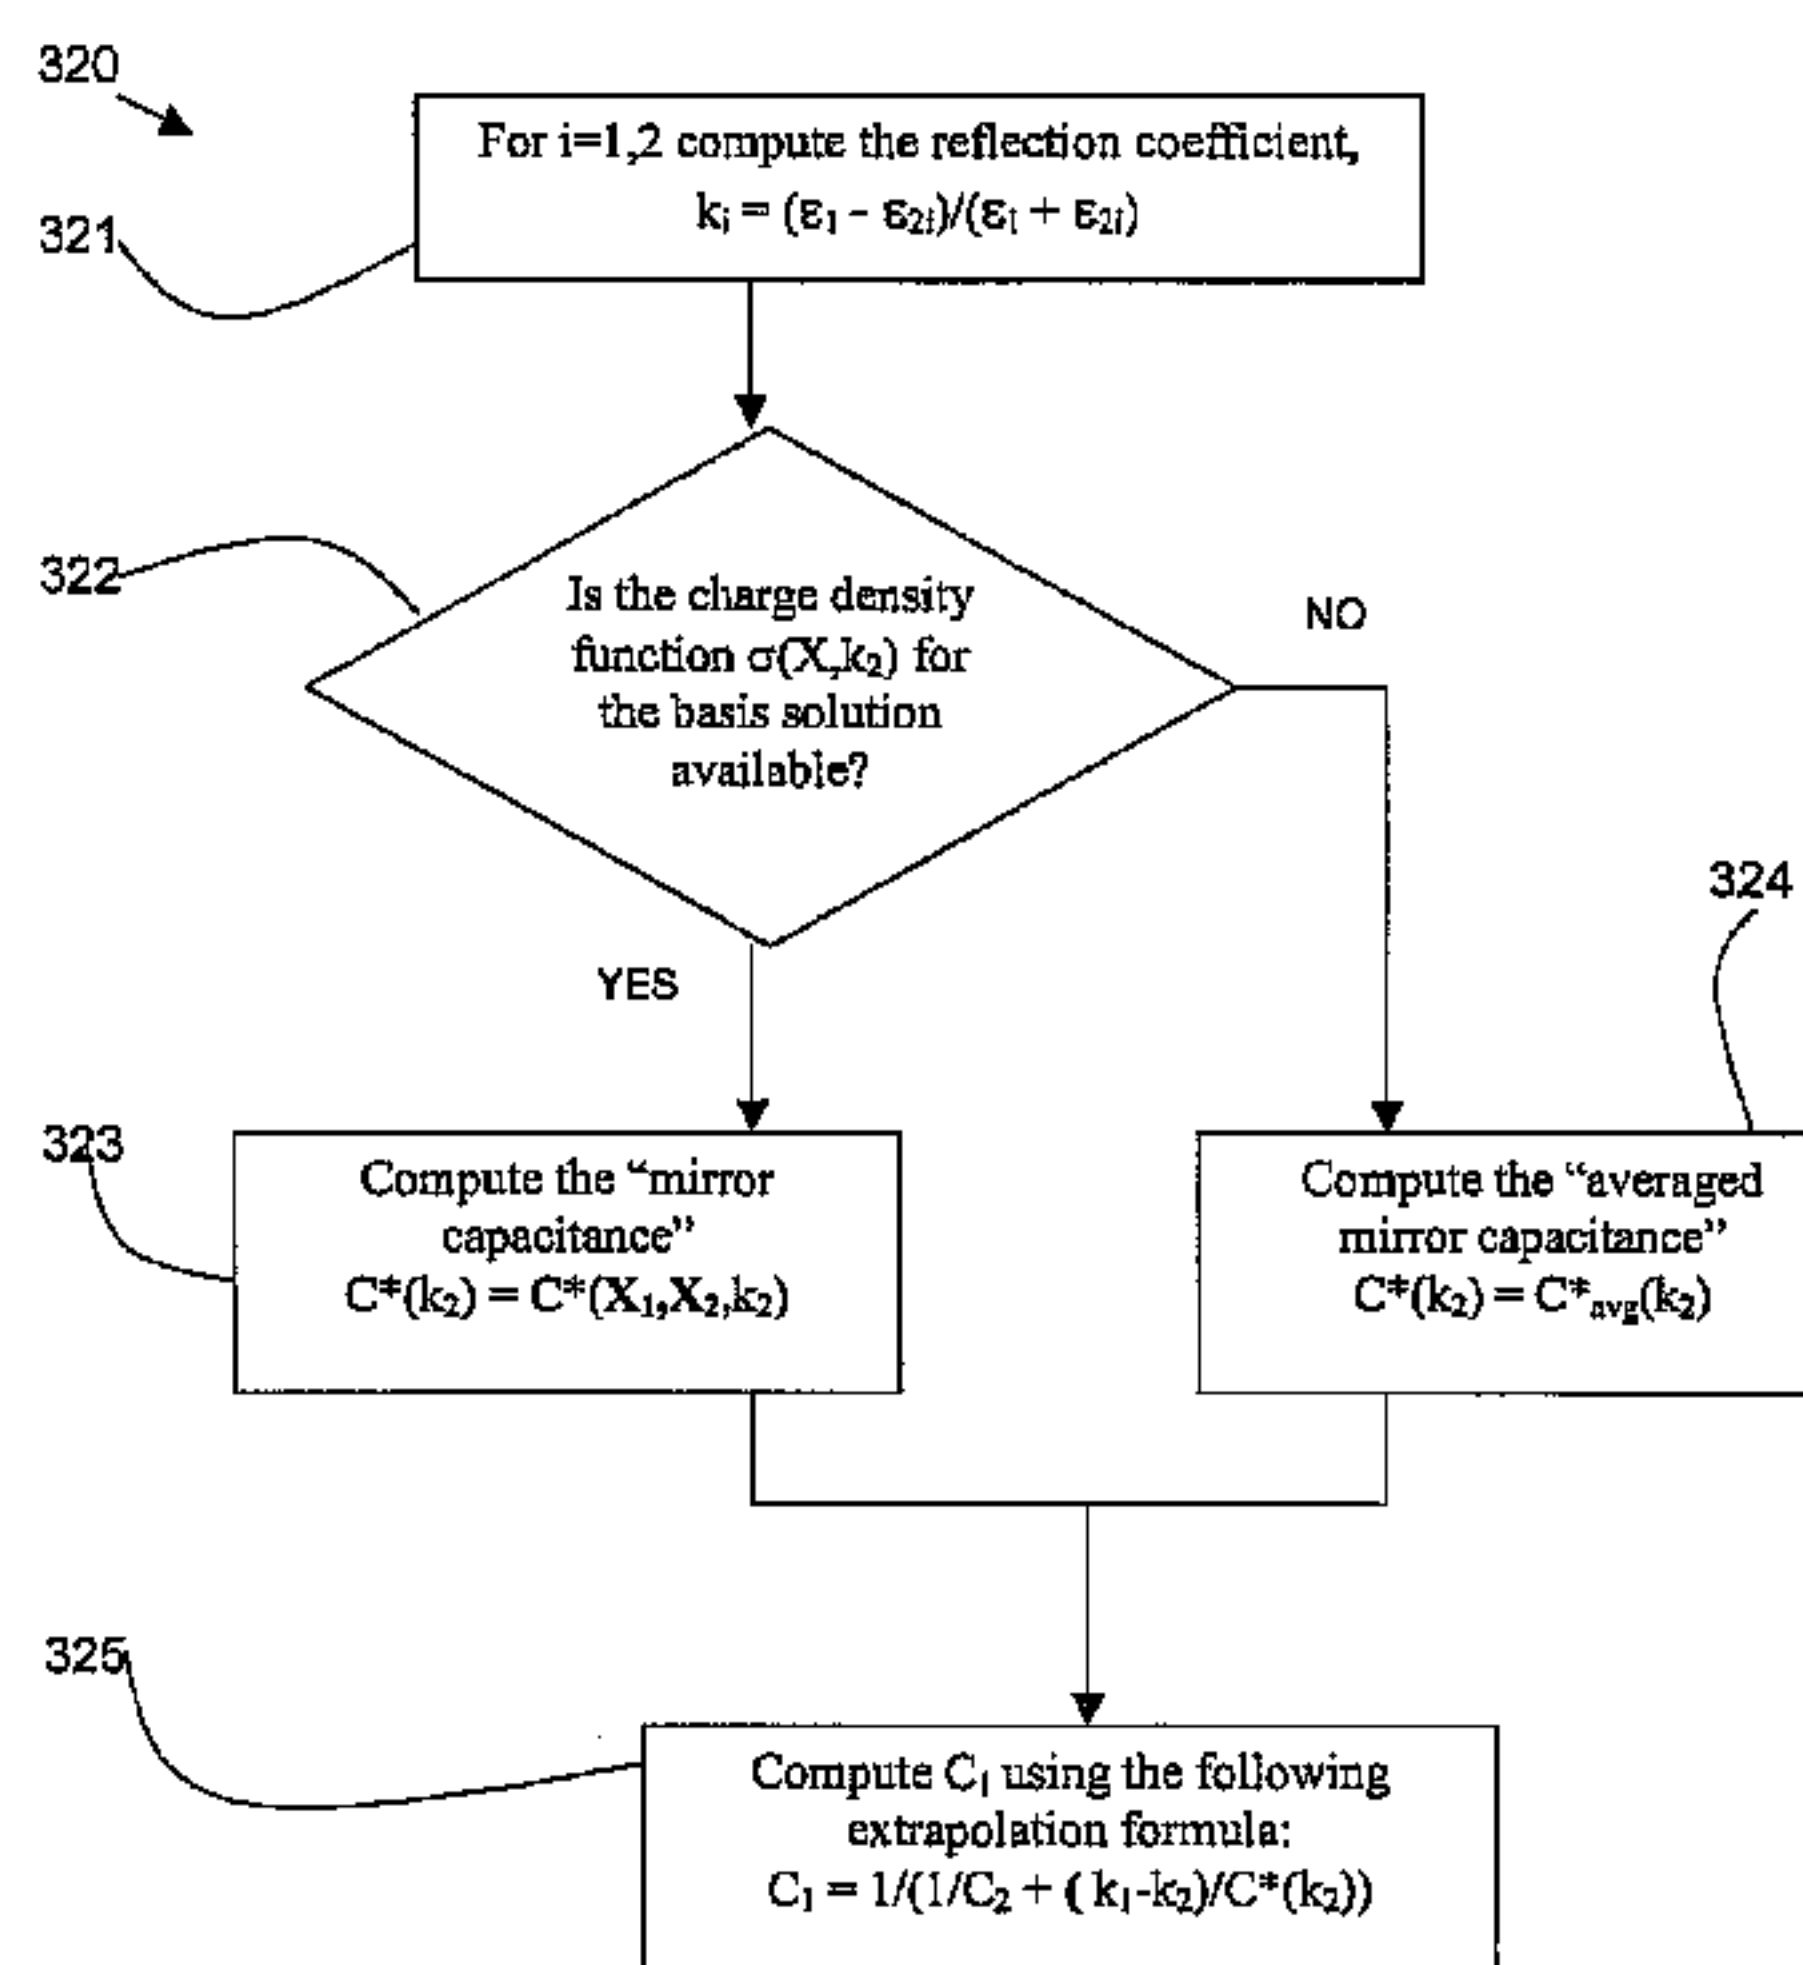 320
For i=1,2 compute the reflection coefficient,
kᵢ = (ε₁ - ε₂ᵢ)/(ε₁ + ε₂ᵢ)
321
322
Is the charge density
function σ(X,k₂) for
the basis solution
available?
NO
YES
324
323
Compute the “mirror
capacitance”
C*(k₂) = C*(X₁,X₂,k₂)
Compute the “averaged
mirror capacitance”
C*(k₂) = C*avg(k₂)
325
Compute C₁ using the following
extrapolation formula:
C₁ = 1/(1/C₂ + ( k₁-k₂)/C*(k₂))